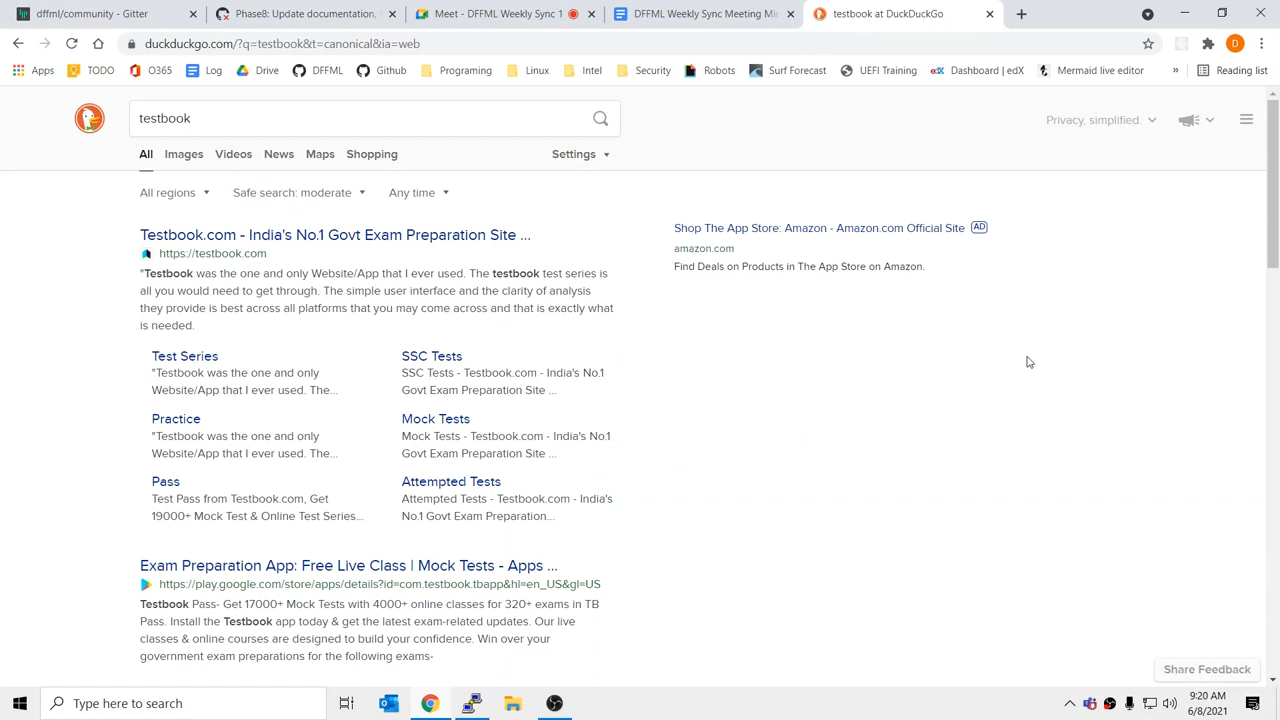 dffml/community - Gitter
Phase8: Update documentation,
Meet - DFFML Weekly Sync 1
DFFML Weekly Sync Meeting Mi
testbook at DuckDuckGo
duckduckgo.com/?q=testbook&t=canonical&ia=web
D
Apps
TODO
O365
Log
Drive
DFFML
Github
Programing
Linux
Intel
Security
Robots
Surf Forecast
UEFI Training
edX
Dashboard | edX
Mermaid live editor
»
Reading list
testbook
Privacy, simplified.
All
Images
Videos
News
Maps
Shopping
Settings
All regions
Safe search: moderate
Any time
Testbook.com - India's No.1 Govt Exam Preparation Site ...
https://testbook.com
"Testbook was the one and only Website/App that I ever used. The testbook test series is
all you would need to get through. The simple user interface and the clarity of analysis
they provide is best across all platforms that you may come across and that is exactly what
is needed.
Test Series
"Testbook was the one and only
Website/App that I ever used. The...
SSC Tests
SSC Tests - Testbook.com - India's No.1
Govt Exam Preparation Site ...
Practice
"Testbook was the one and only
Website/App that I ever used. The...
Mock Tests
Mock Tests - Testbook.com - India's No.1
Govt Exam Preparation Site ...
Pass
Test Pass from Testbook.com, Get
19000+ Mock Test & Online Test Series...
Attempted Tests
Attempted Tests - Testbook.com - India's
No.1 Govt Exam Preparation...
Exam Preparation App: Free Live Class | Mock Tests - Apps ...
https://play.google.com/store/apps/details?id=com.testbook.tbapp&hl=en_US&gl=US
Testbook Pass- Get 17000+ Mock Tests with 4000+ online classes for 320+ exams in TB
Pass. Install the Testbook app today & get the latest exam-related updates. Our live
classes & online courses are designed to build your confidence. Win over your
government exam preparations for the following exams-
Shop The App Store: Amazon - Amazon.com Official Site AD
amazon.com
Find Deals on Products in The App Store on Amazon.
Share Feedback
Type here to search
9:20 AM
6/8/2021